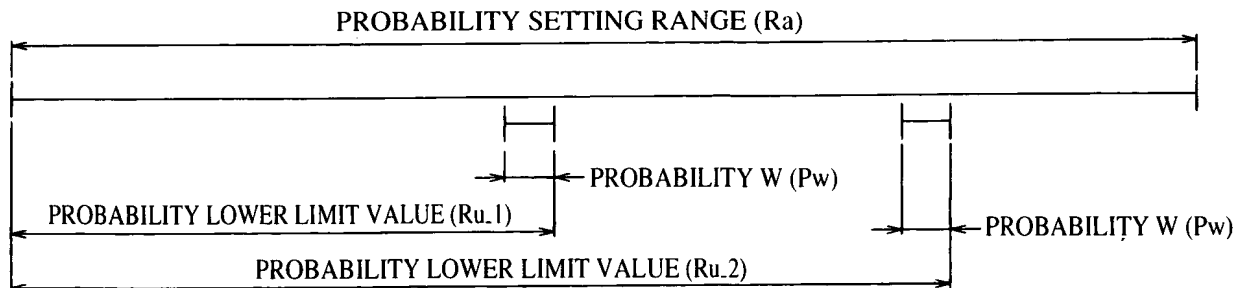 PROBABILITY SETTING RANGE (Ra)
PROBABILITY W (Pw)
PROBABILITY LOWER LIMIT VALUE (Ru_1)
PROBABILITY W (Pw)
PROBABILITY LOWER LIMIT VALUE (Ru_2)